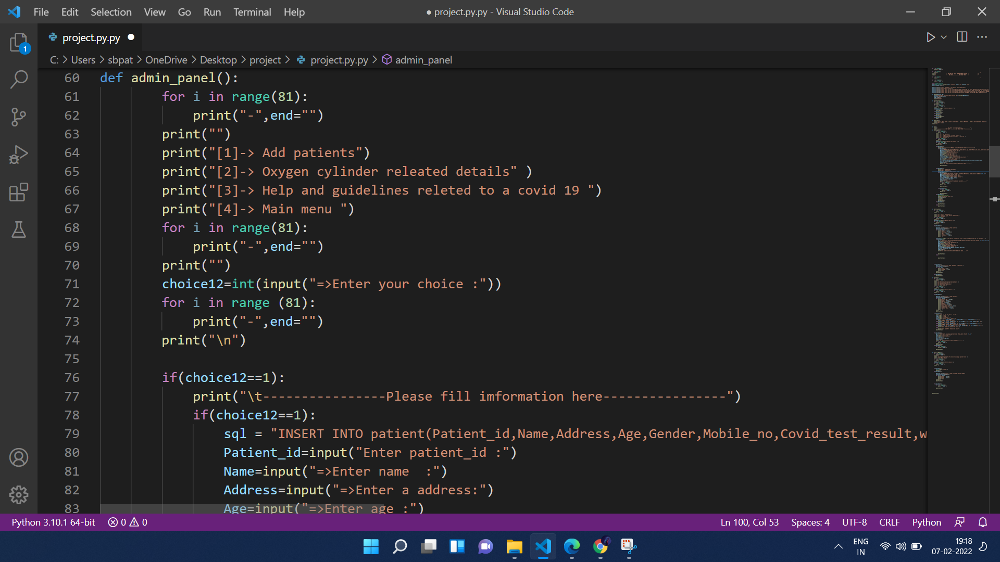 File Edit Selection View Go Run Terminal Help
● project.py.py - Visual Studio Code
project.py.py ●
1
C: > Users > sbpat > OneDrive > Desktop > project > project.py.py > admin_panel
60 def admin_panel():
61 for i in range(81):
62 print("-",end="")
63 print("")
64 print("[1]-> Add patients")
65 print("[2]-> Oxygen cylinder releated details" )
66 print("[3]-> Help and guidelines releted to a covid 19 ")
67 print("[4]-> Main menu ")
68 for i in range(81):
69 print("-",end="")
70 print("")
71 choice12=int(input("=>Enter your choice :"))
72 for i in range (81):
73 print("-",end="")
74 print("\n")
75
76 if(choice12==1):
77 print("\t----------------Please fill imformation here----------------")
78 if(choice12==1):
79 sql = "INSERT INTO patient(Patient_id,Name,Address,Age,Gender,Mobile_no,Covid_test_result,w
80 Patient_id=input("Enter patient_id :")
81 Name=input("=>Enter name  :")
82 Address=input("=>Enter a address:")
83 Age=input("=>Enter age :")
Python 3.10.1 64-bit 0 0 Ln 100, Col 53 Spaces: 4 UTF-8 CRLF Python
ENG
IN
19:18
07-02-2022